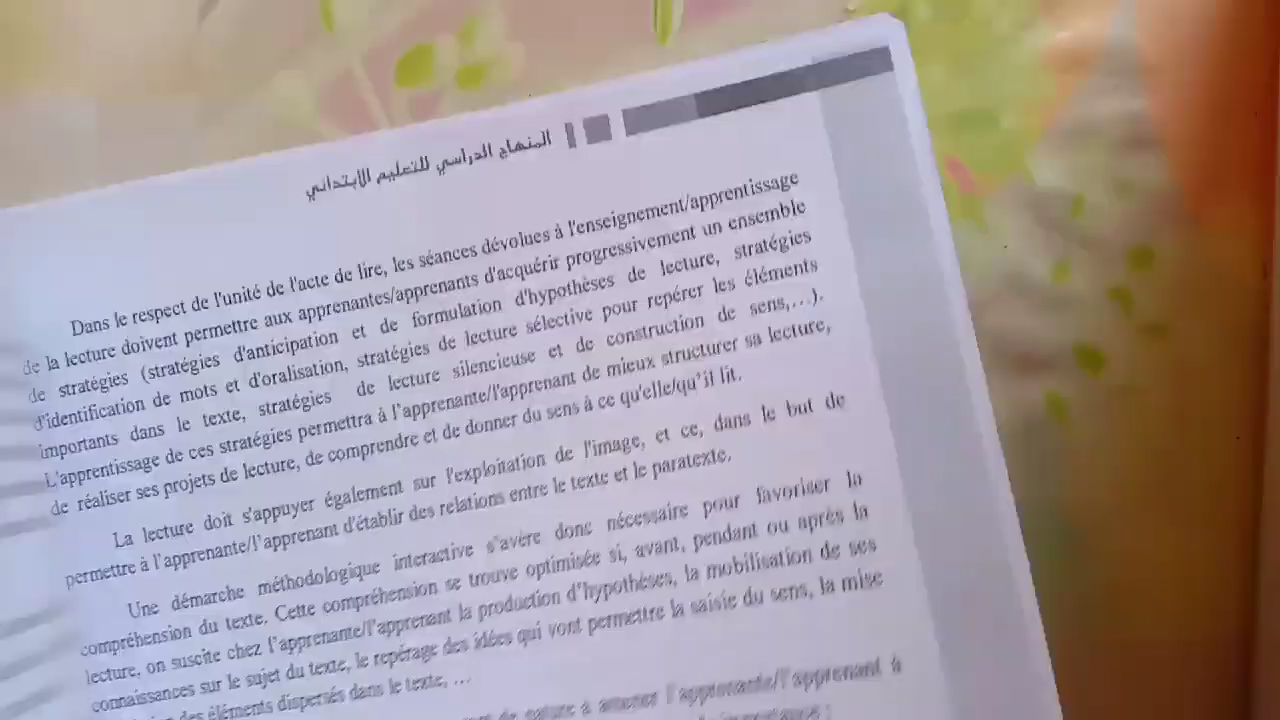 المنهاج الدراسي للتعليم الابتدائي
Dans le respect de l'unité de l'acte de lire, les séances dévolues à l'enseignement/apprentissage
de la lecture doivent permettre aux apprenantes/apprenants d'acquérir progressivement un ensemble
de stratégies (stratégies d'anticipation et de formulation d'hypothèses de lecture, stratégies
d'identification de mots et d'oralisation, stratégies de lecture sélective pour repérer les éléments
importants dans le texte, stratégies de lecture silencieuse et de construction de sens,…).
L'apprentissage de ces stratégies permettra à l'apprenante/l'apprenant de mieux structurer sa lecture,
de réaliser ses projets de lecture, de comprendre et de donner du sens à ce qu'elle/qu'il lit.
La lecture doit s'appuyer également sur l'exploitation de l'image, et ce, dans le but de
permettre à l'apprenante/l'apprenant d'établir des relations entre le texte et le paratexte.
Une démarche méthodologique interactive s'avère donc nécessaire pour favoriser la
compréhension du texte. Cette compréhension se trouve optimisée si, avant, pendant ou après la
lecture, on suscite chez l'apprenante/l'apprenant la production d'hypothèses, la mobilisation de ses
connaissances sur le sujet du texte, le repérage des idées qui vont permettre la saisie du sens, la mise
des éléments dispersés dans le texte, …
de nature à amener l'apprenante/l'apprenant à